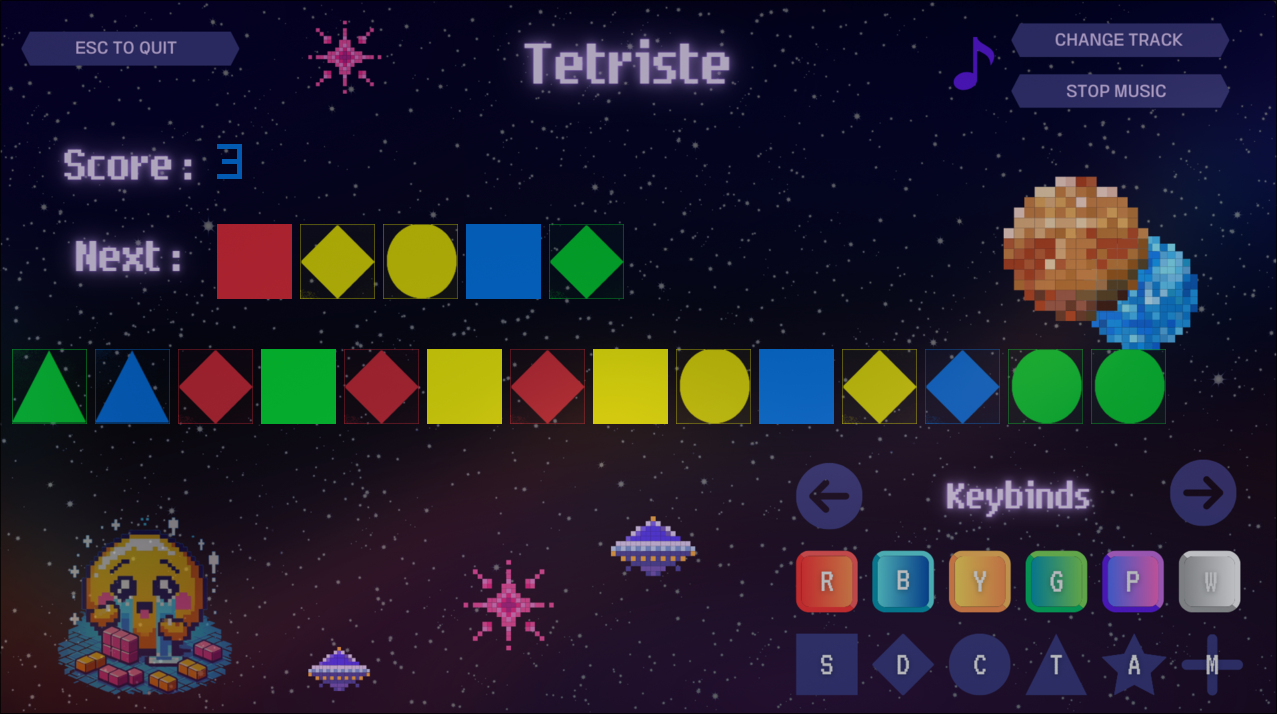 ESC TO QUIT
Tetriste
CHANGE TRACK
STOP MUSIC
Score : 3
Next :
Keybinds
R B Y G P W
S D C T A M